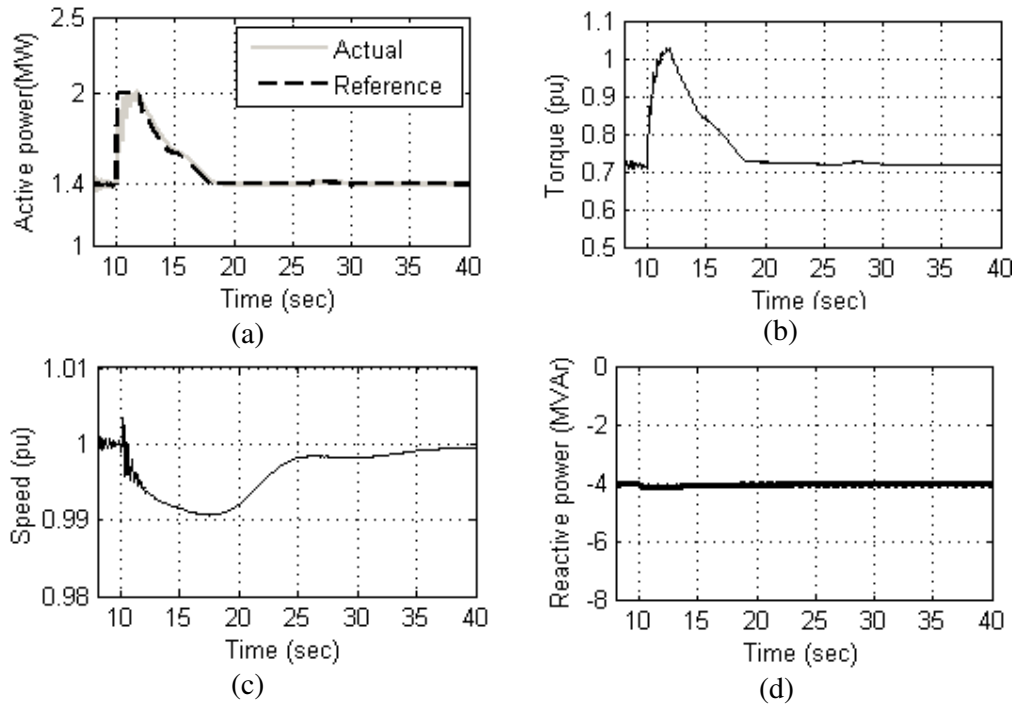 Active power(MW)
2.5
2
1.4
1
Actual
Reference
10 15 20 25 30 35 40
Time (sec)
(a)
Torque (pu)
1.1
1
0.9
0.8
0.7
0.6
0.5
10 15 20 25 30 35 40
Time (sec)
(b)
Speed (pu)
1.01
1
0.99
0.98
10 15 20 25 30 35 40
Time (sec)
(c)
Reactive power (MVAr)
0
-2
-4
-6
-8
10 15 20 25 30 35 40
Time (sec)
(d)